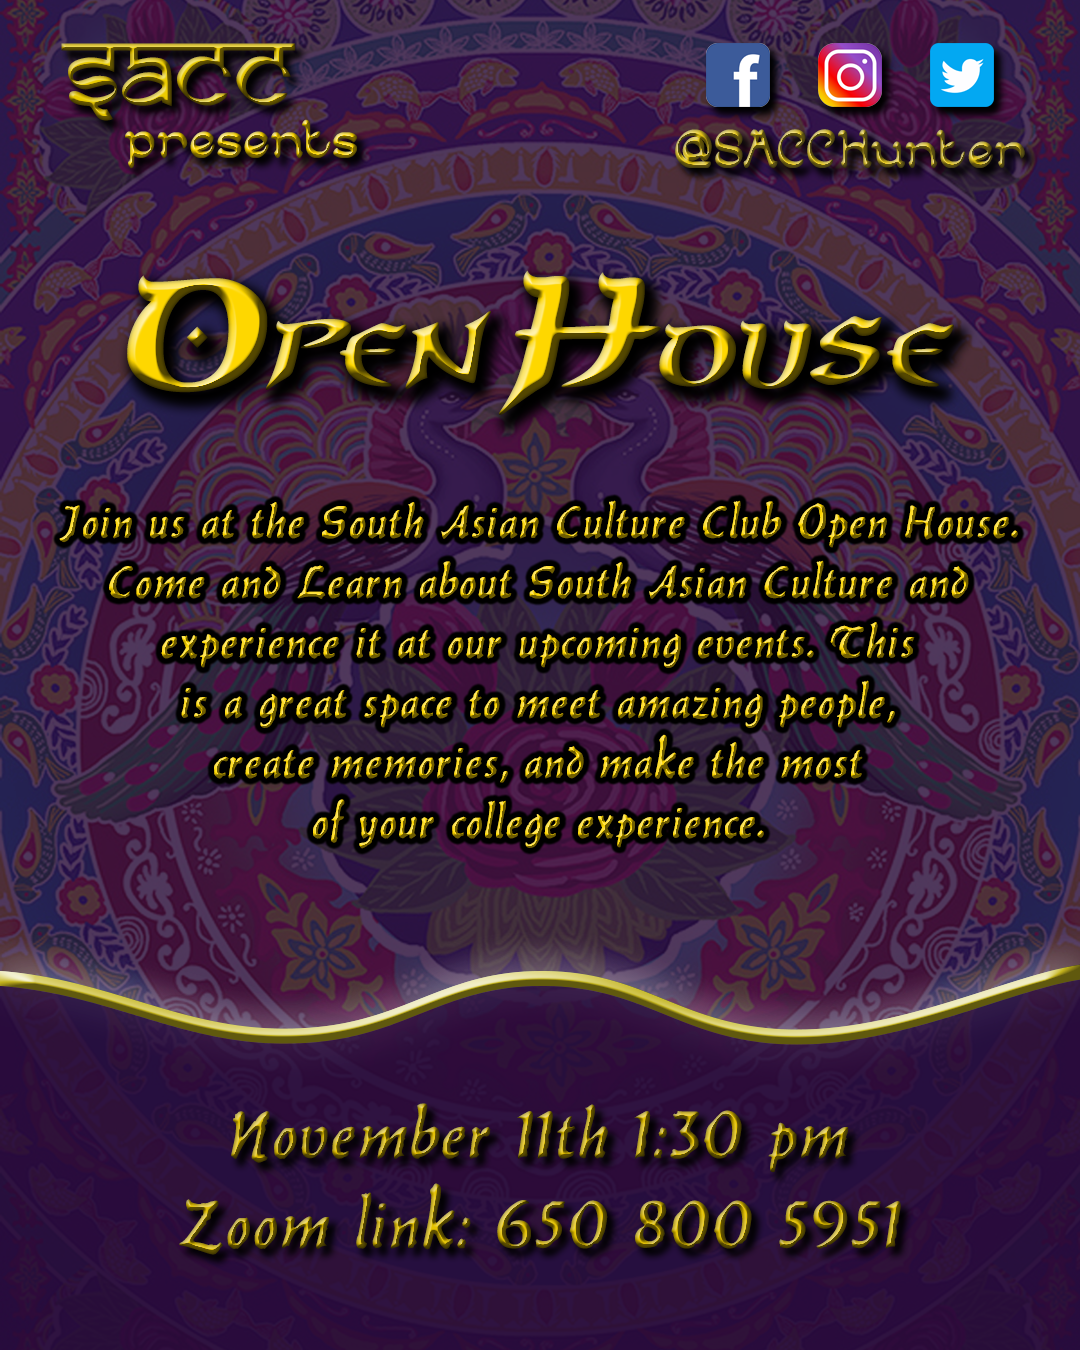 SACC
presents
@SACCHunter
Open House
Join us at the South Asian Culture Club Open House.
Come and Learn about South Asian Culture and
experience it at our upcoming events. This
is a great space to meet amazing people,
create memories, and make the most
of your college experience.
November 11th 1:30 pm
Zoom link: 650 800 5951